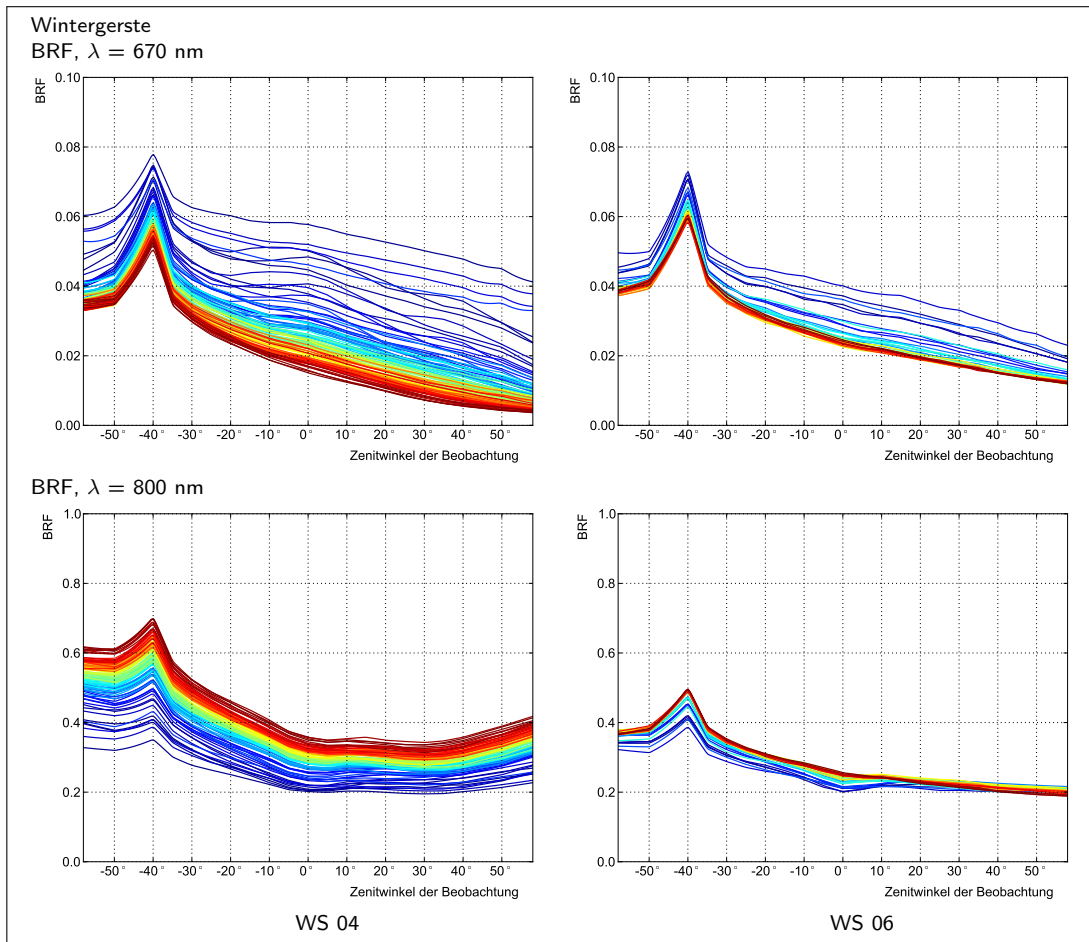 Wintergerste
BRF, λ = 670 nm
BRF
0.10
0.08
0.06
0.04
0.02
0.00
-50° -40° -30° -20° -10° 0° 10° 20° 30° 40° 50°
Zenitwinkel der Beobachtung
BRF
0.10
0.08
0.06
0.04
0.02
0.00
-50° -40° -30° -20° -10° 0° 10° 20° 30° 40° 50°
Zenitwinkel der Beobachtung
BRF, λ = 800 nm
BRF
1.0
0.8
0.6
0.4
0.2
0.0
-50° -40° -30° -20° -10° 0° 10° 20° 30° 40° 50°
Zenitwinkel der Beobachtung
WS 04
BRF
1.0
0.8
0.6
0.4
0.2
0.0
-50° -40° -30° -20° -10° 0° 10° 20° 30° 40° 50°
Zenitwinkel der Beobachtung
WS 06